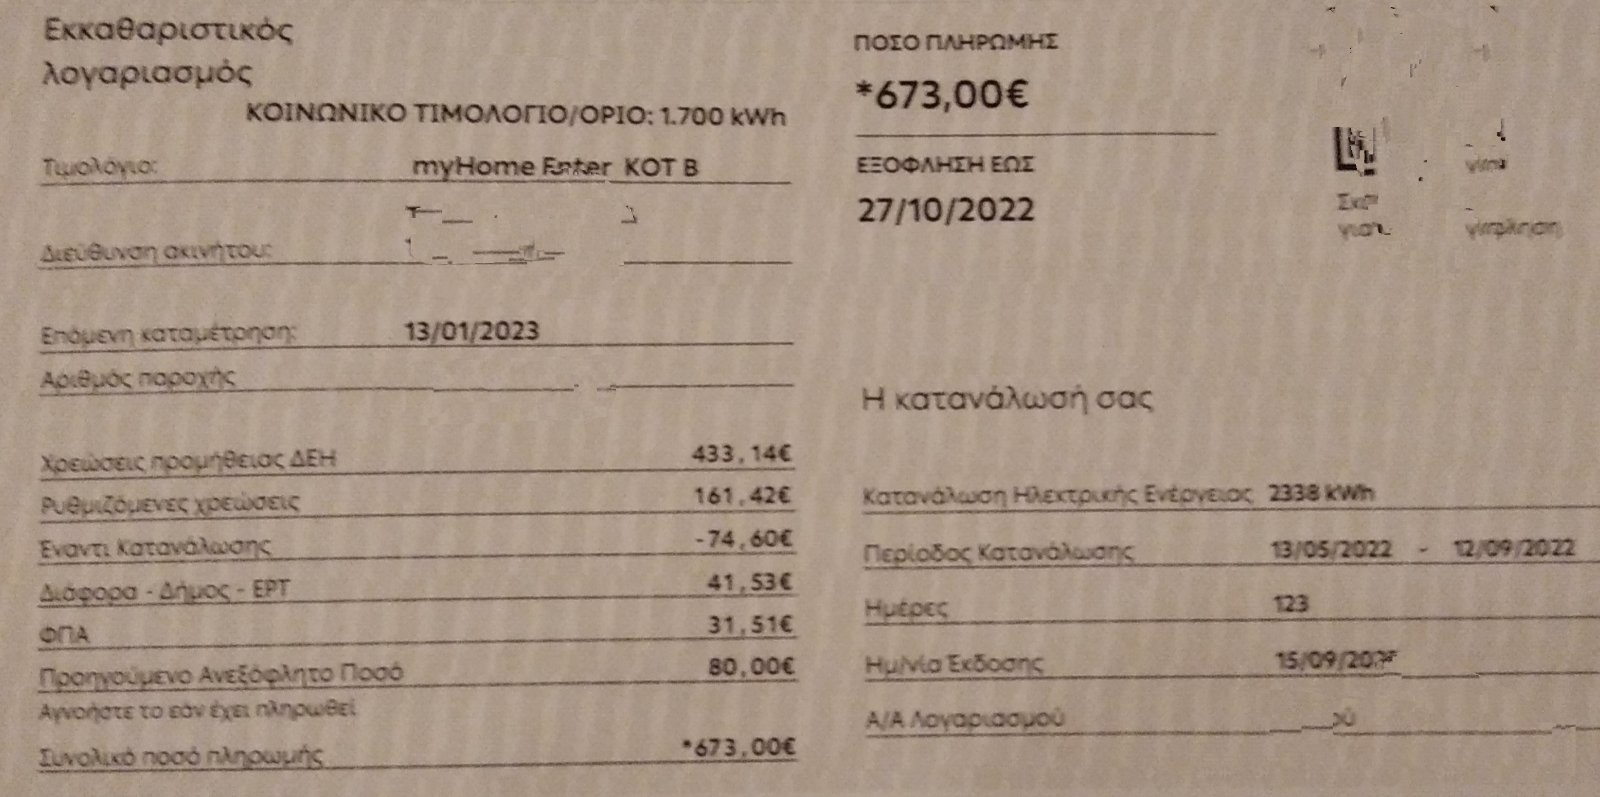 Εκκαθαριστικός
λογαριασμός
ΚΟΙΝΩΝΙΚΟ ΤΙΜΟΛΟΓΙΟ/ΟΡΙΟ: 1.700 kWh
Τιμολόγιο: myHome Enter ΚΟΤ Β
Διεύθυνση ακινήτου:
Επόμενη καταμέτρηση: 13/01/2023
Αριθμός παροχής
Χρεώσεις προμήθειας ΔΕΗ 433,14€
Ρυθμιζόμενες χρεώσεις 161,42€
Έναντι Κατανάλωσης -74,60€
Διάφορα - Δήμος - ΕΡΤ 41,53€
ΦΠΑ 31,51€
Προηγούμενο Ανεξόφλητο Ποσό 80,00€
Αγνοήστε το εάν έχει πληρωθεί
Συνολικό ποσό πληρωμής *673,00€
ΠΟΣΟ ΠΛΗΡΩΜΗΣ
*673,00€
ΕΞΟΦΛΗΣΗ ΕΩΣ
27/10/2022
Η κατανάλωσή σας
Κατανάλωση Ηλεκτρικής Ενέργειας 2338 kWh
Περίοδος Κατανάλωσης 13/05/2022 - 12/09/2022
Ημέρες 123
Ημ/νία Έκδοσης
Α/Α Λογαριασμού